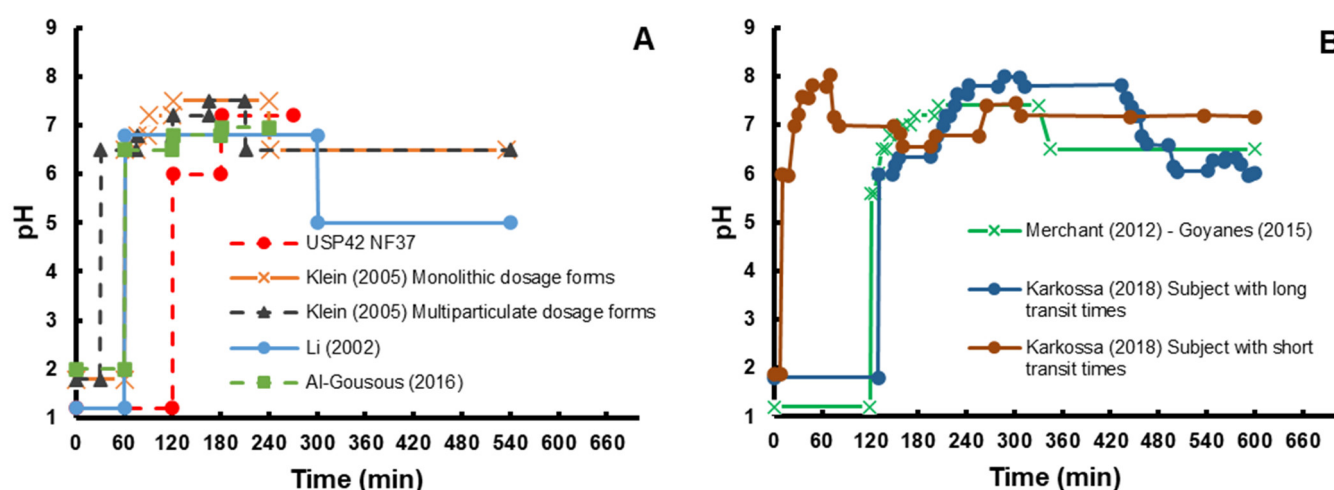 A
9
8
7
6
5
4
3
2
1
pH
USP42 NF37
Klein (2005) Monolithic dosage forms
Klein (2005) Multiparticulate dosage forms
Li (2002)
Al-Gousous (2016)
0 60 120 180 240 300 360 420 480 540 600
Time (min)
B
9
8
7
6
5
4
3
2
1
pH
Merchant (2012) - Goyanes (2015)
Karkossa (2018) Subject with long
transit times
Karkossa (2018) Subject with short
transit times
0 60 120 180 240 300 360 420 480 540 600 660
Time (min)